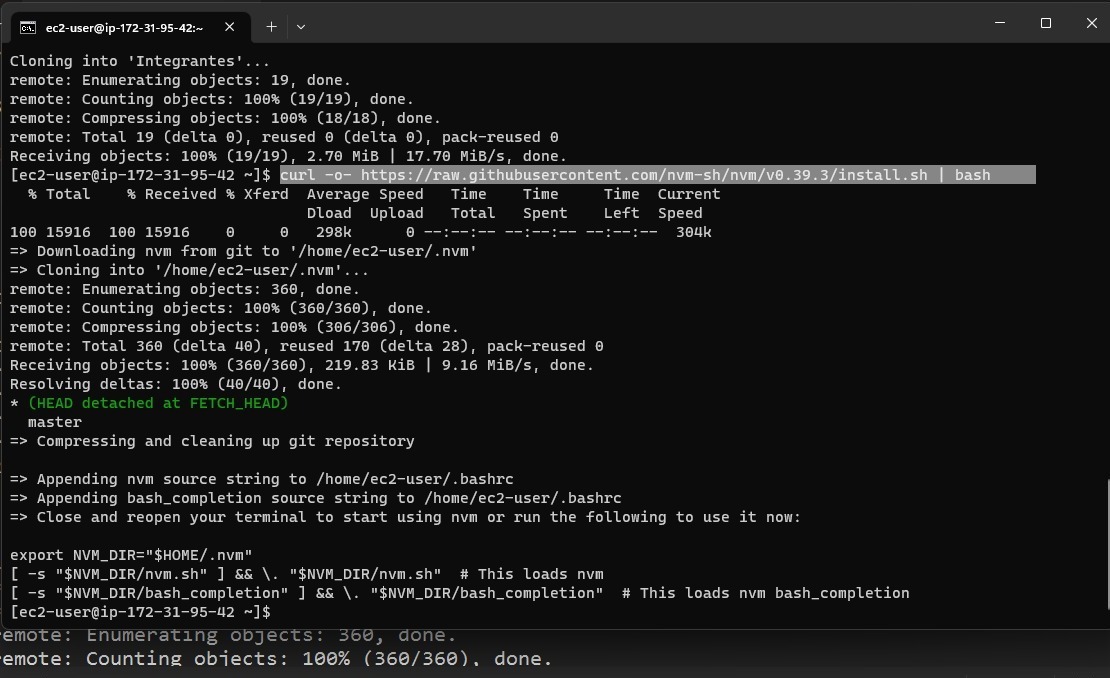 ec2-user@ip-172-31-95-42:~
Cloning into 'Integrantes'...
remote: Enumerating objects: 19, done.
remote: Counting objects: 100% (19/19), done.
remote: Compressing objects: 100% (18/18), done.
remote: Total 19 (delta 0), reused 0 (delta 0), pack-reused 0
Receiving objects: 100% (19/19), 2.70 MiB | 17.70 MiB/s, done.
[ec2-user@ip-172-31-95-42 ~]$ curl -o- https://raw.githubusercontent.com/nvm-sh/nvm/v0.39.3/install.sh | bash
  % Total    % Received % Xferd  Average Speed   Time    Time     Time  Current
                                 Dload  Upload   Total   Spent    Left  Speed
100 15916  100 15916    0     0   298k      0 --:--:-- --:--:-- --:--:--  304k
=> Downloading nvm from git to '/home/ec2-user/.nvm'
=> Cloning into '/home/ec2-user/.nvm'...
remote: Enumerating objects: 360, done.
remote: Counting objects: 100% (360/360), done.
remote: Compressing objects: 100% (306/306), done.
remote: Total 360 (delta 40), reused 170 (delta 28), pack-reused 0
Receiving objects: 100% (360/360), 219.83 KiB | 9.16 MiB/s, done.
Resolving deltas: 100% (40/40), done.
* (HEAD detached at FETCH_HEAD)
  master
=> Compressing and cleaning up git repository
=> Appending nvm source string to /home/ec2-user/.bashrc
=> Appending bash_completion source string to /home/ec2-user/.bashrc
=> Close and reopen your terminal to start using nvm or run the following to use it now:
export NVM_DIR="$HOME/.nvm"
[ -s "$NVM_DIR/nvm.sh" ] && \. "$NVM_DIR/nvm.sh"  # This loads nvm
[ -s "$NVM_DIR/bash_completion" ] && \. "$NVM_DIR/bash_completion"  # This loads nvm bash_completion
[ec2-user@ip-172-31-95-42 ~]$
emote: Enumerating objects: 360, done.
emote: Counting objects: 100% (360/360), done.